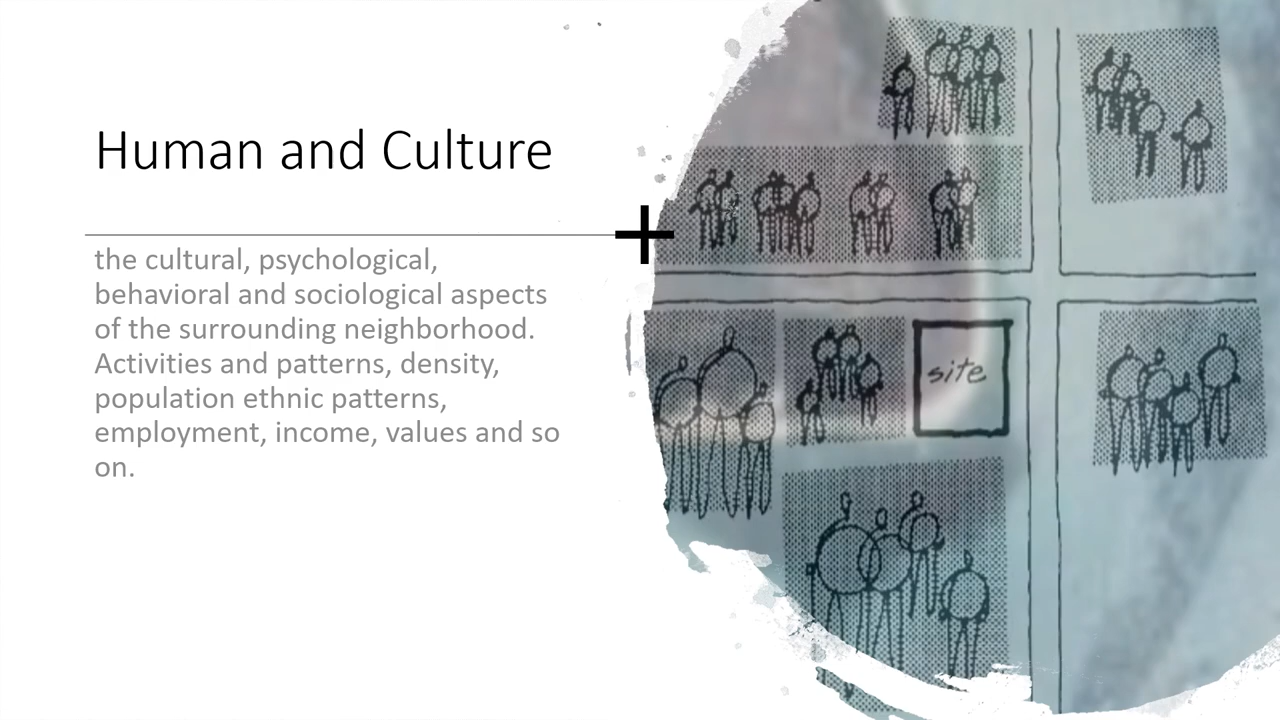 Human and Culture
the cultural, psychological,
behavioral and sociological aspects
of the surrounding neighborhood.
Activities and patterns, density,
population ethnic patterns,
employment, income, values and so
on.
site